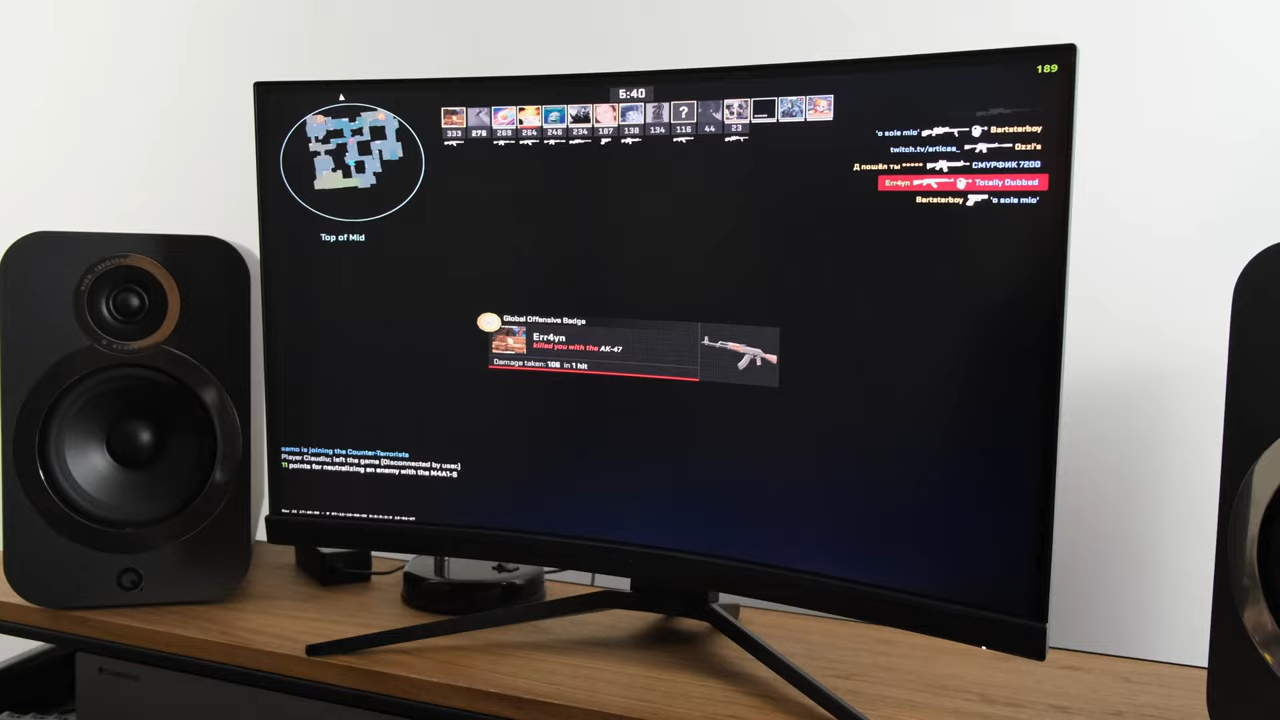 189
5:40
?
333 276 269 264 246 234 187 138 134 116 44 23
'o sole mio' Bartsterboy
twitch.tv/articaa_ Ozzi's
Д пошёл ты ***** СМУРФИК 7200
Err4yn Totally Dubbed
Bartsterboy 'o sole mio'
Top of Mid
Global Offensive Badge
Err4yn
killed you with the AK-47
Damage taken: 106 in 1 hit
samo is joining the Counter-Terrorists
Player Claudiu; left the game (Disconnected by user.)
11 points for neutralizing an enemy with the M4A1-S